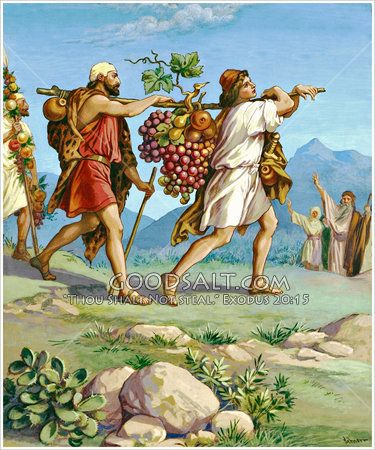 GOODSALT.COM
"THOU SHALT NOT STEAL," EXODUS 20:15